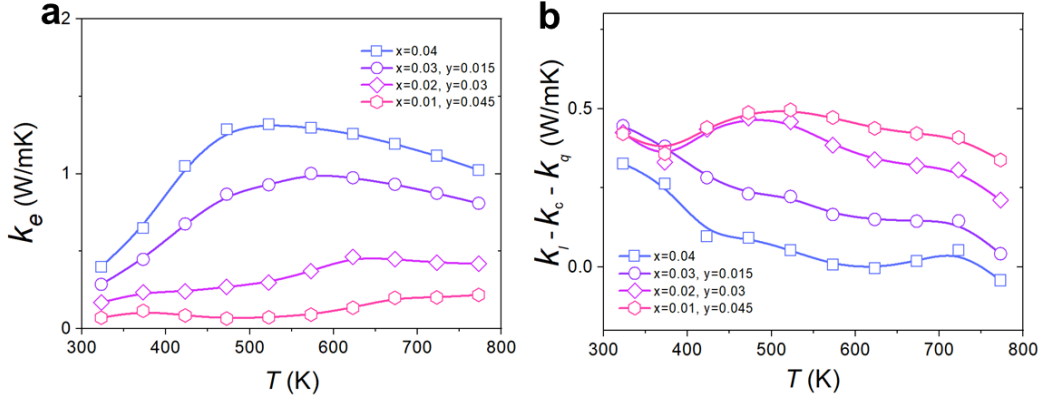 a
2
1
0
300 400 500 600 700 800
k_e (W/mK)
T (K)
x=0.04
x=0.03, y=0.015
x=0.02, y=0.03
x=0.01, y=0.045
b
0.5
0.0
300 400 500 600 700 800
k_l - k_c - k_q (W/mK)
T (K)
x=0.04
x=0.03, y=0.015
x=0.02, y=0.03
x=0.01, y=0.045